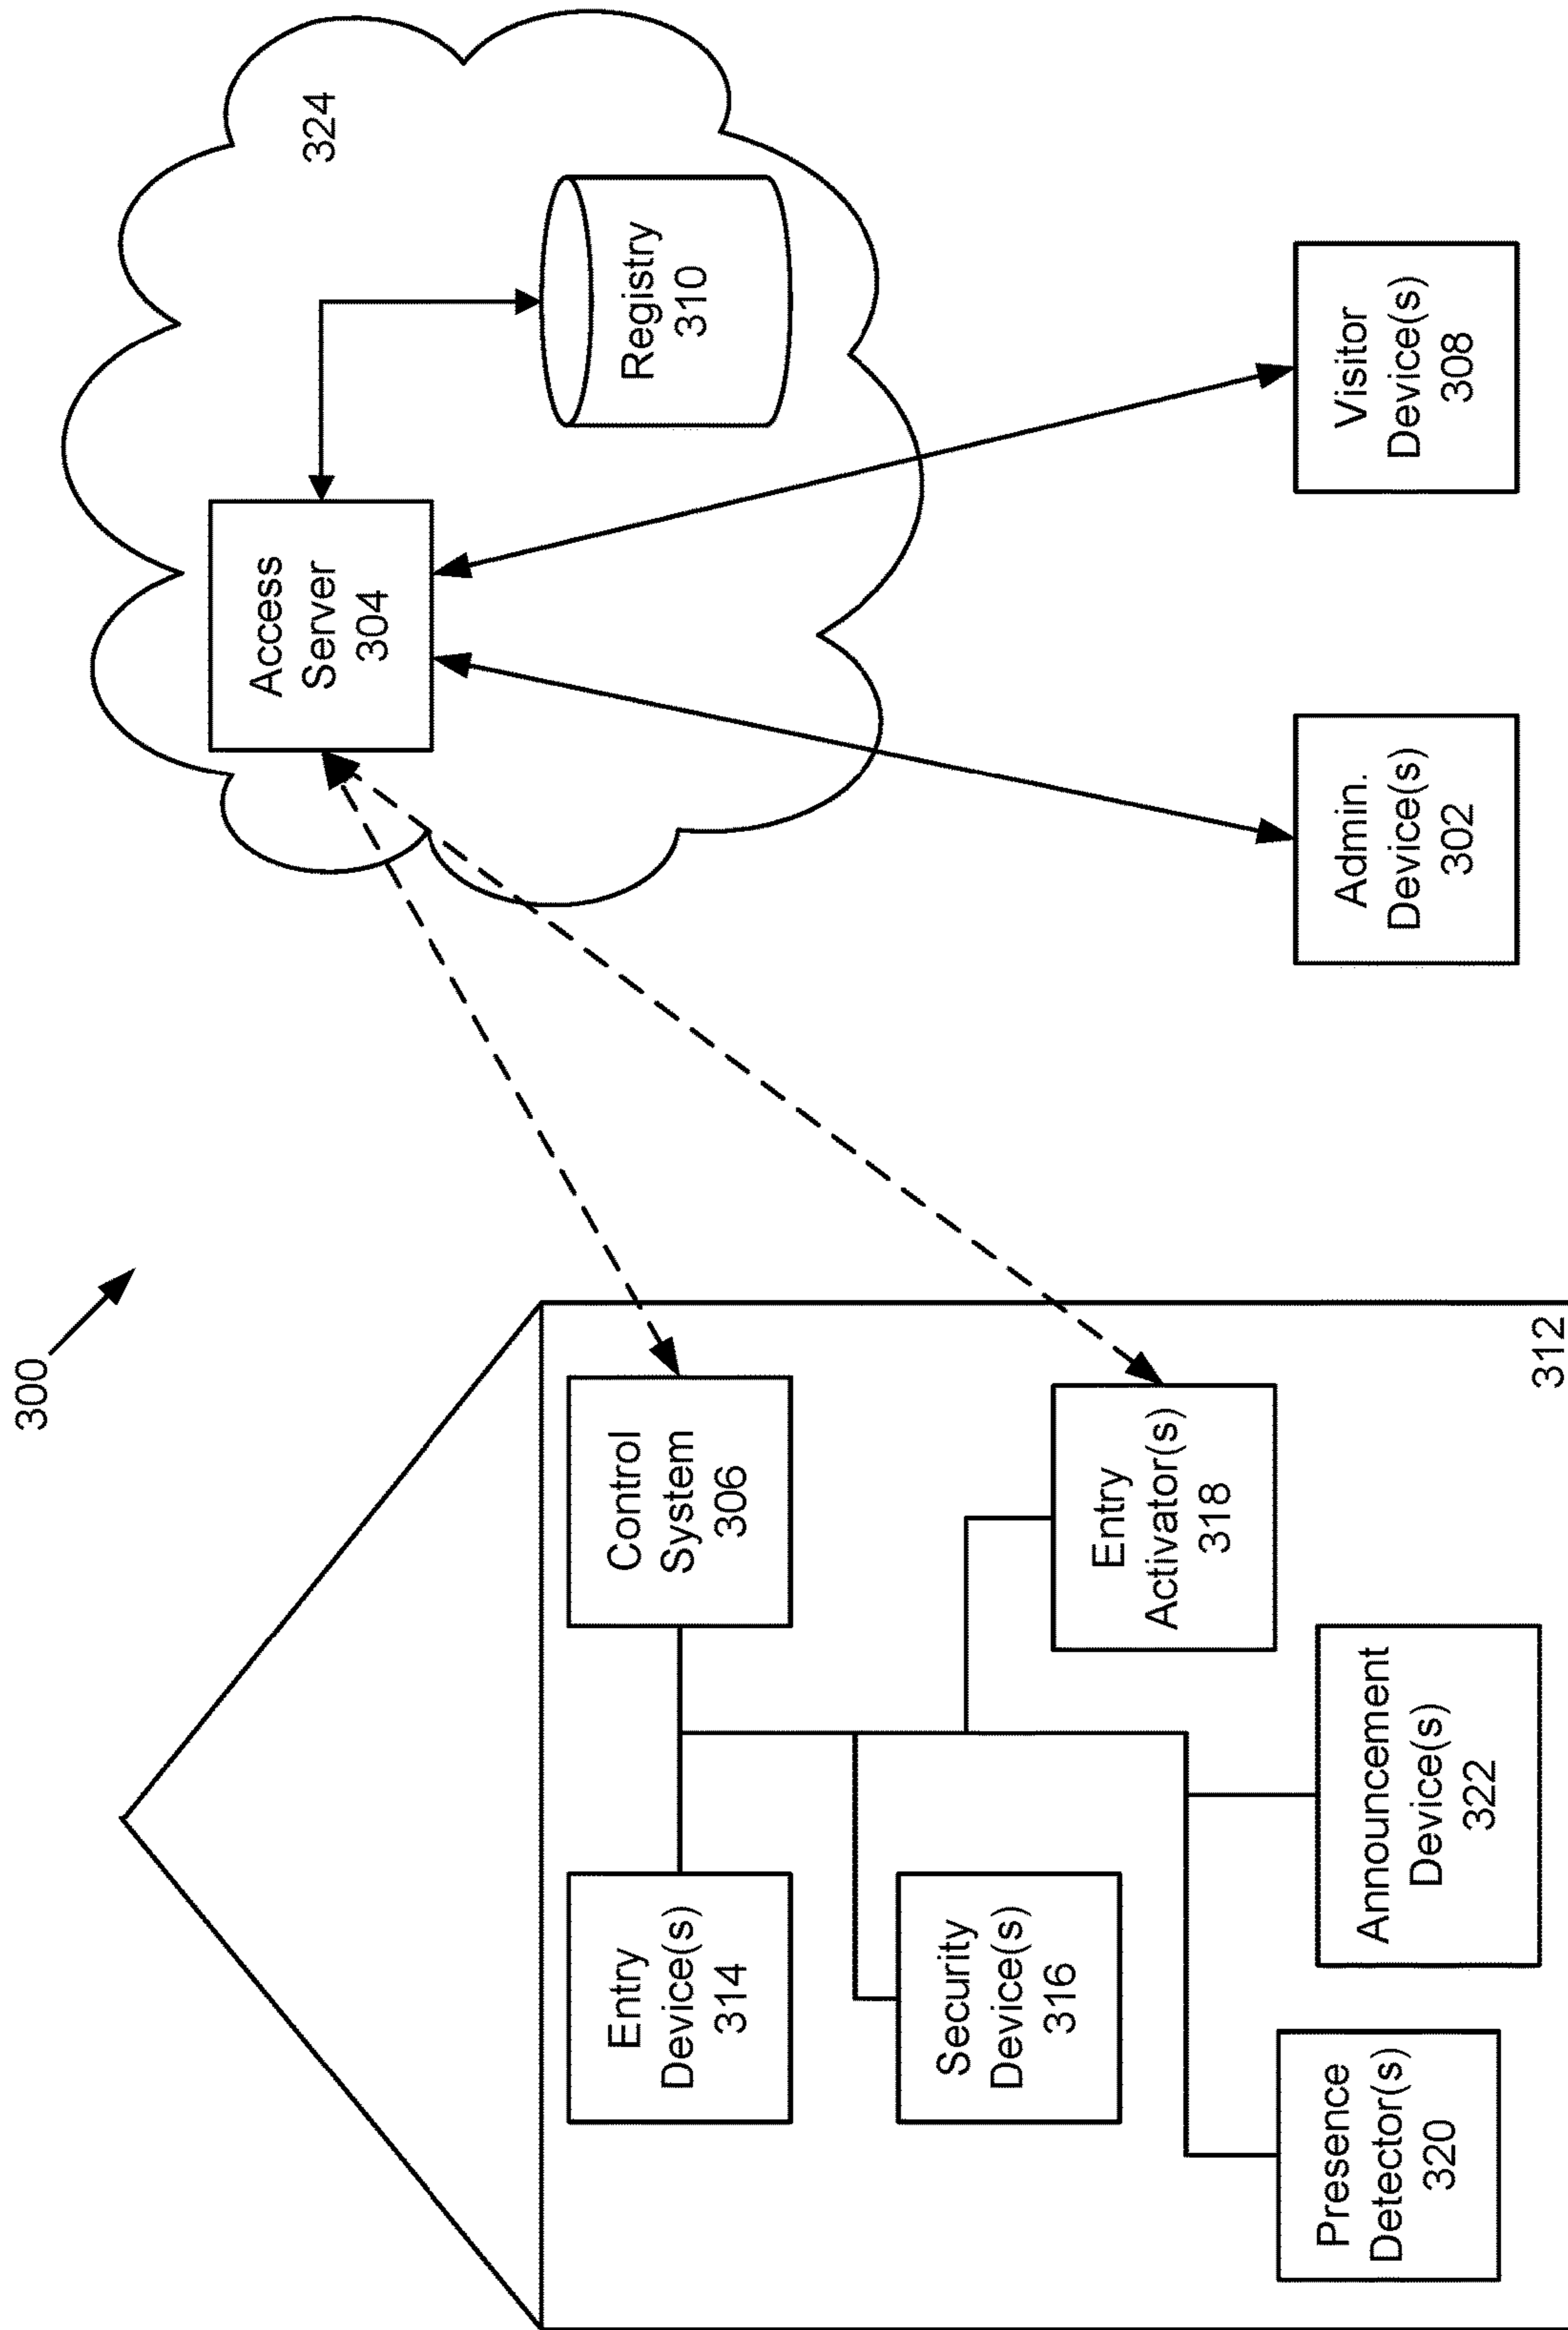 300
324
Access
Server
304
Registry
310
Control
System
306
Entry
Device(s)
314
Security
Device(s)
316
Entry
Activator(s)
318
Presence
Detector(s)
320
Announcement
Device(s)
322
312
Admin.
Device(s)
302
Visitor
Device(s)
308